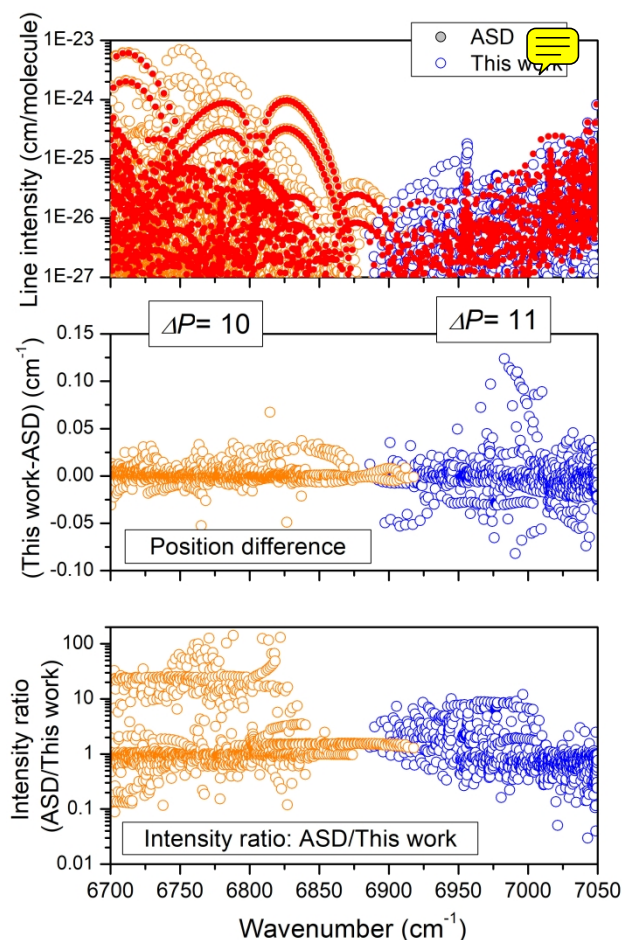 ASD
This work
1E-23
1E-24
1E-25
1E-26
1E-27
Line intensity (cm/molecule)
ΔP= 10
ΔP= 11
0.15
0.10
0.05
0.00
-0.05
-0.10
(This work-ASD) (cm-1)
Position difference
100
10
1
0.1
0.01
Intensity ratio
(ASD/This work)
Intensity ratio: ASD/This work
6700 6750 6800 6850 6900 6950 7000 7050
Wavenumber (cm-1)